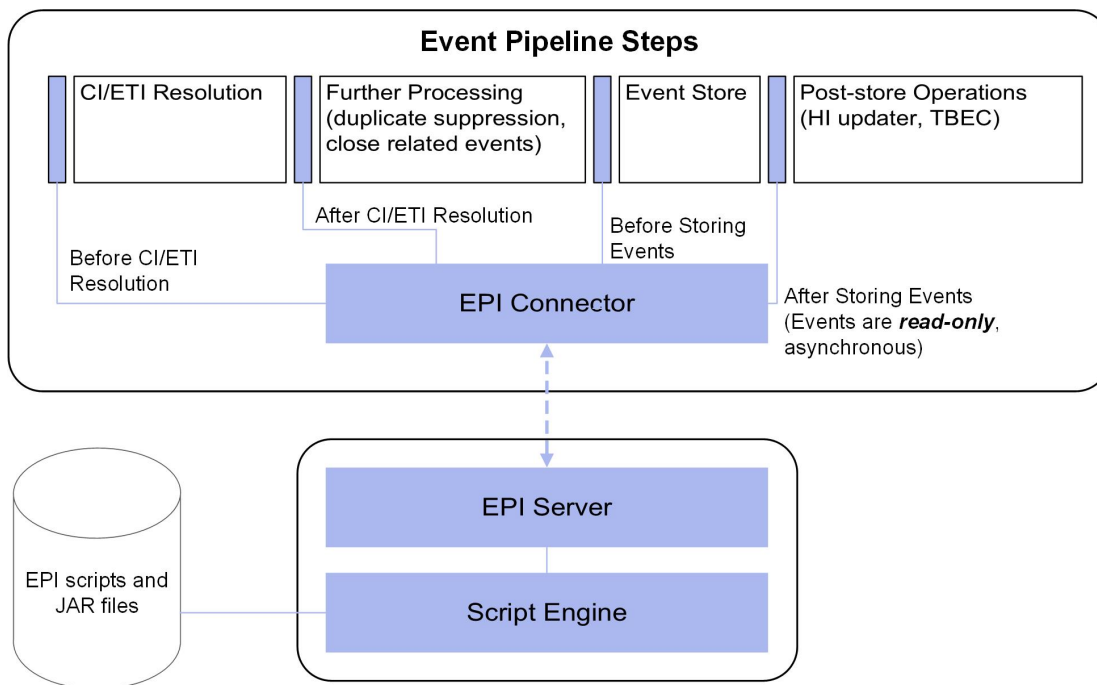 Event Pipeline Steps
CI/ETI Resolution
Further Processing
(duplicate suppression,
close related events)
Event Store
Post-store Operations
(HI updater, TBEC)
After CI/ETI Resolution
Before Storing
Events
Before CI/ETI
Resolution
EPI Connector
After Storing Events
(Events are read-only,
asynchronous)
EPI Server
EPI scripts and
JAR files
Script Engine